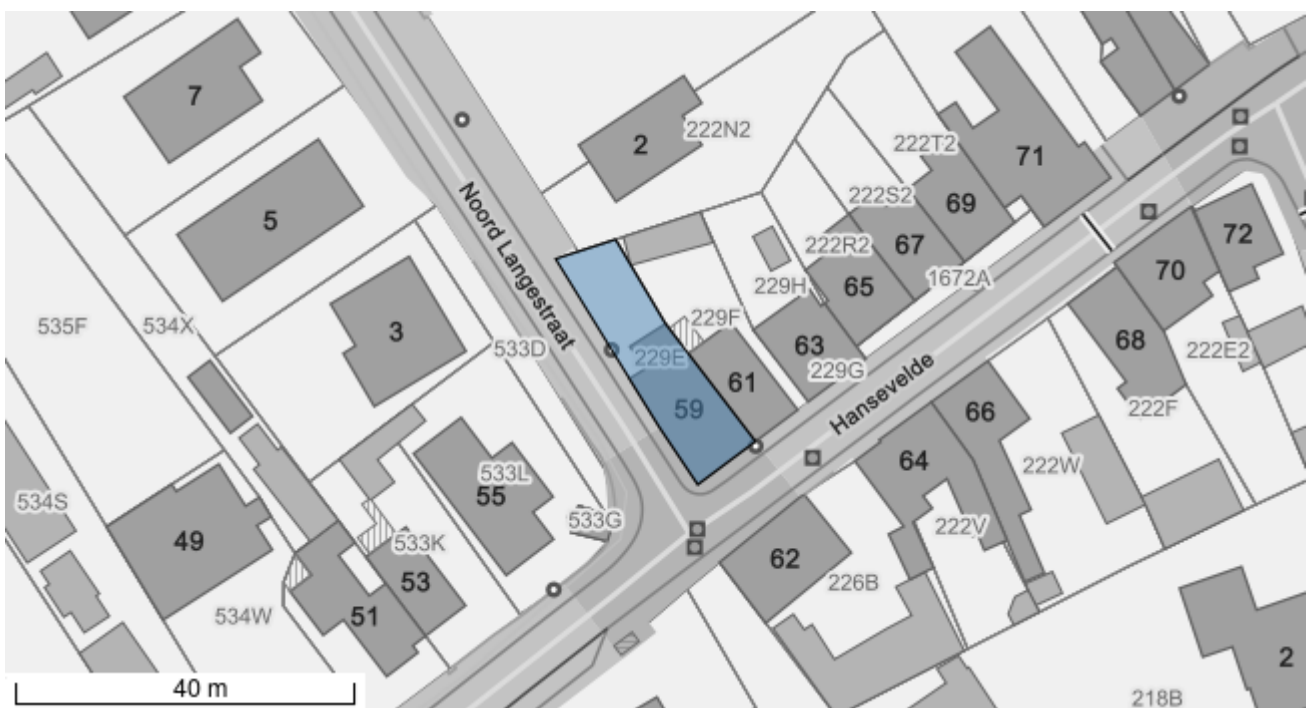 7
2
222N2
222T2
71
5
222S2
69
72
Noord Langestraat
67
222R2
70
229H
65
1672A
535F
534X
3
533D
229F
229E
63
61
229G
68
222E2
59
Hansevelde
66
222F
64
222W
534S
533L
55
533G
49
533K
222V
53
62
226B
534W
51
2
40 m
218B